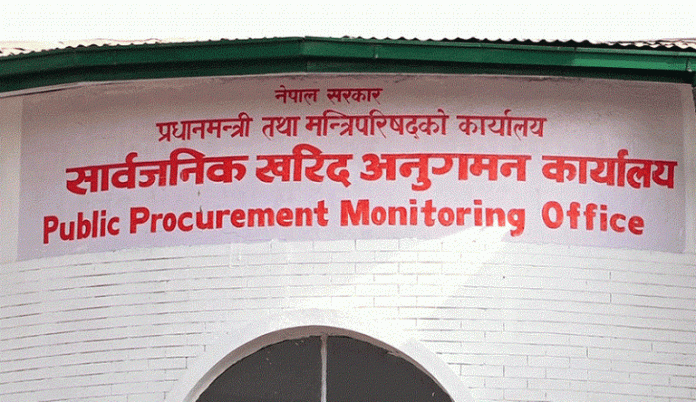 नेपाल सरकार
प्रधानमन्त्री तथा मन्त्रिपरिषद्को कार्यालय
सार्वजनिक खरिद अनुगमन कार्यालय
Public Procurement Monitoring Office